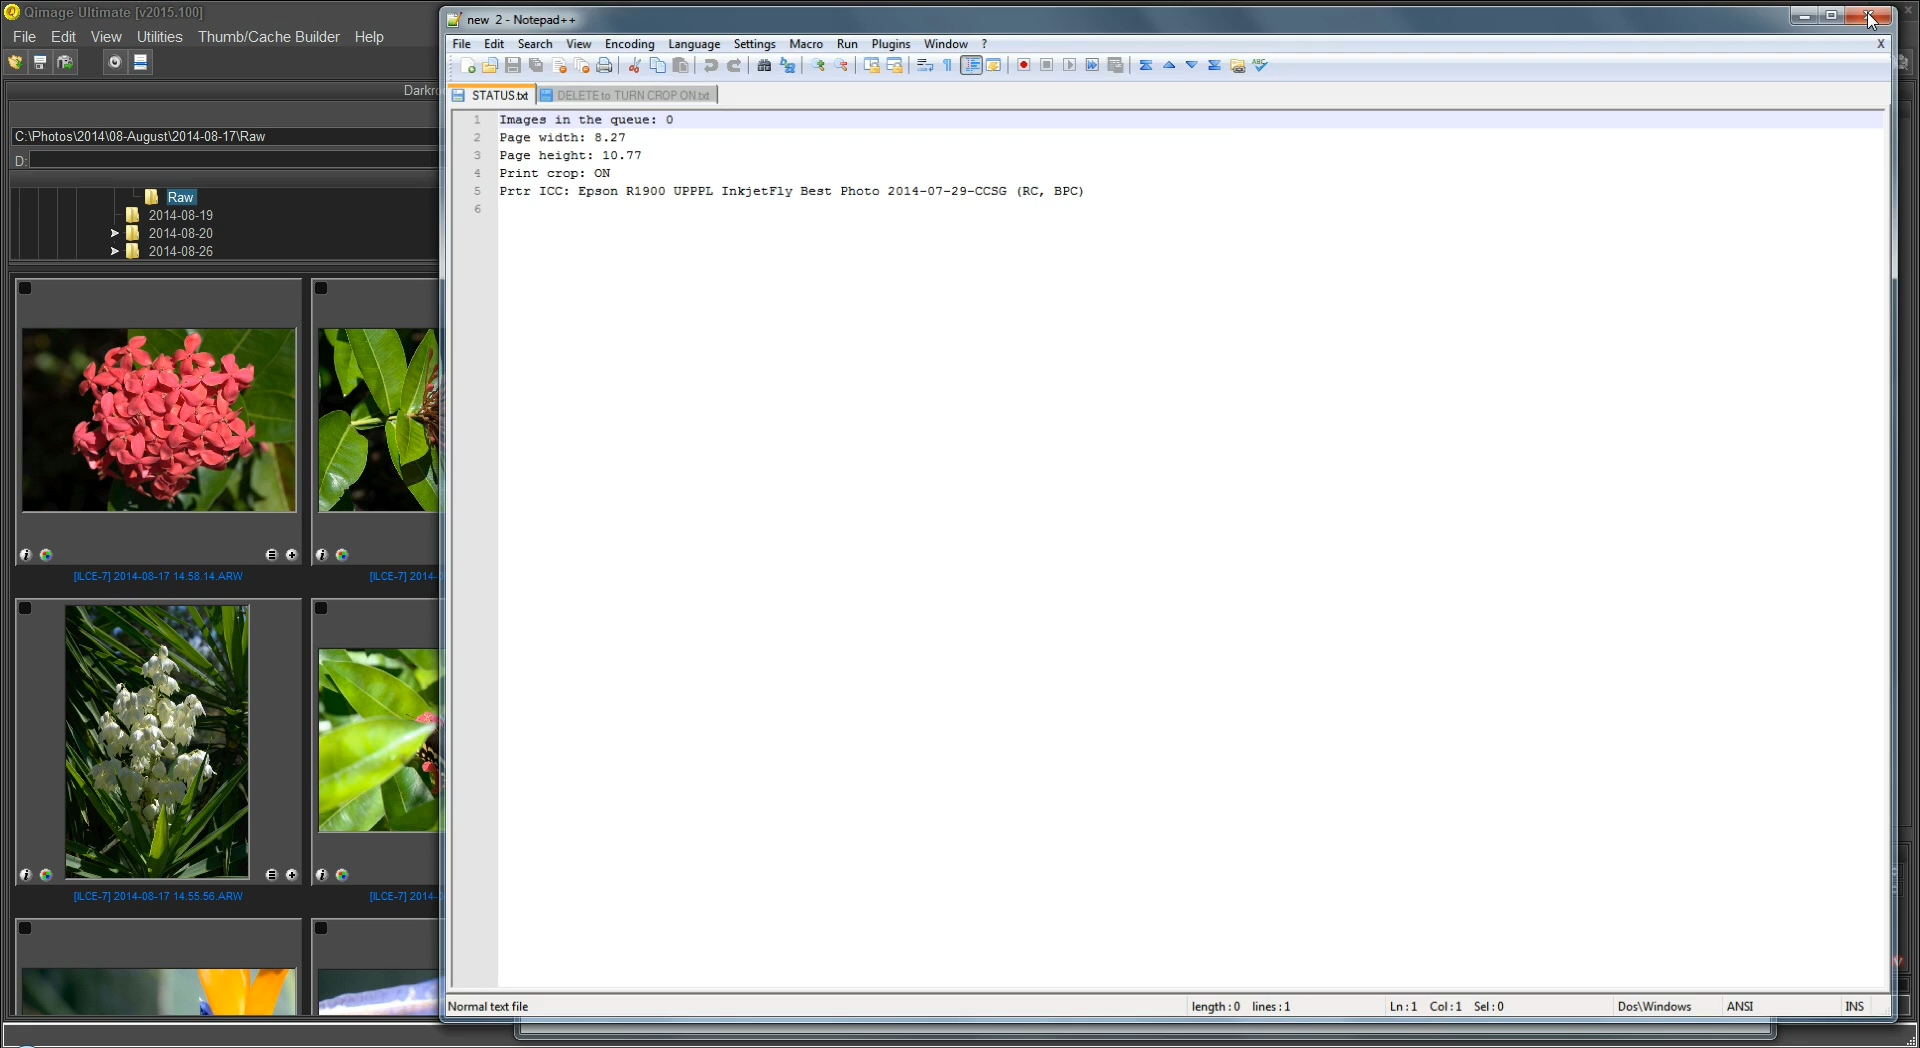 Qimage Ultimate [v2015.100]
File Edit View Utilities Thumb/Cache Builder Help
C:\Photos\2014\08-August\2014-08-17\Raw
D:
Raw
2014-08-19
2014-08-20
2014-08-26
[ILCE-7] 2014-08-17 14.58.14.ARW
[ILCE-7] 2014-08-17 14.55.56.ARW
new 2 - Notepad++
File Edit Search View Encoding Language Settings Macro Run Plugins Window ? X
STATUS.txt DELETE to TURN CROP ON.txt
1 Images in the queue: 0
2 Page width: 8.27
3 Page height: 10.77
4 Print crop: ON
5 Prtr ICC: Epson R1900 UPPPL InkjetFly Best Photo 2014-07-29-CCSG (RC, BPC)
6
Normal text file length : 0 lines : 1 Ln : 1 Col : 1 Sel : 0 Dos\Windows ANSI INS